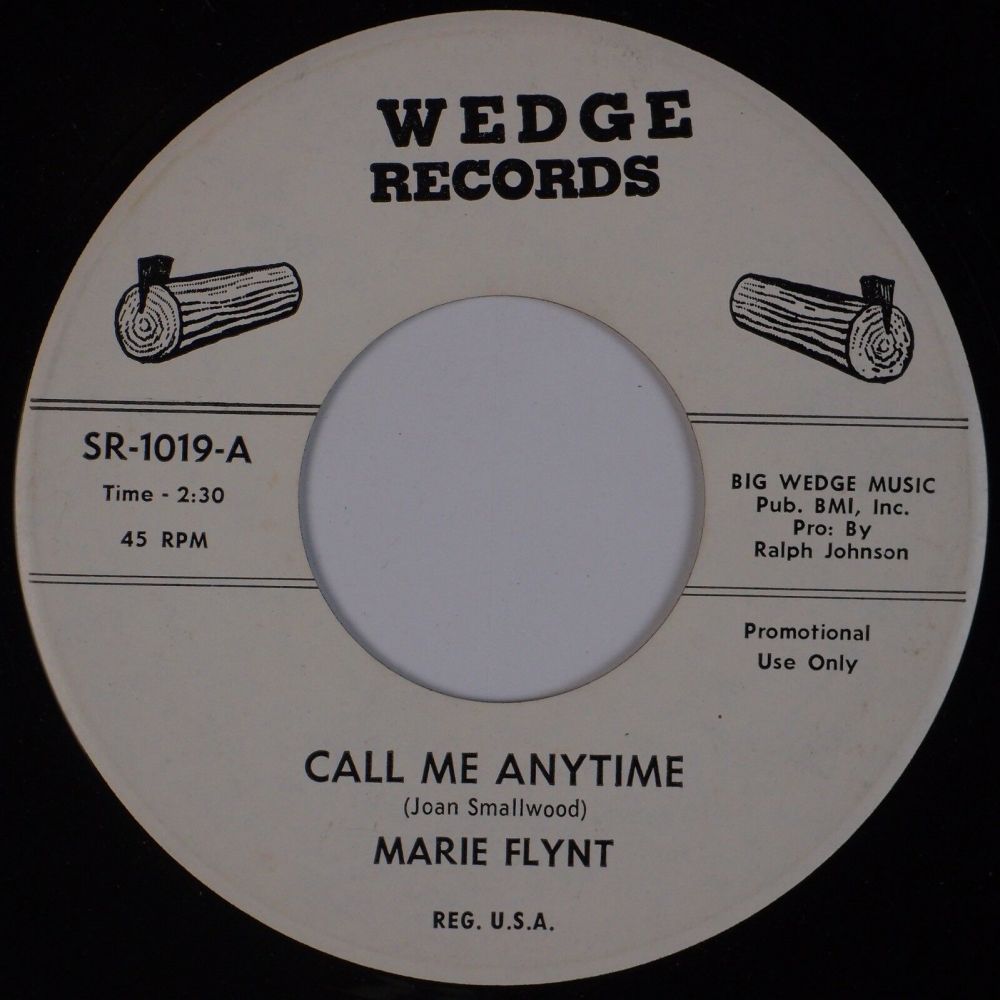 WEDGE
RECORDS
SR-1019-A
Time - 2:30
45 RPM
BIG WEDGE MUSIC
Pub. BMI, Inc.
Pro: By
Ralph Johnson
Promotional
Use Only
CALL ME ANYTIME
(Joan Smallwood)
MARIE FLYNT
REG. U.S.A.